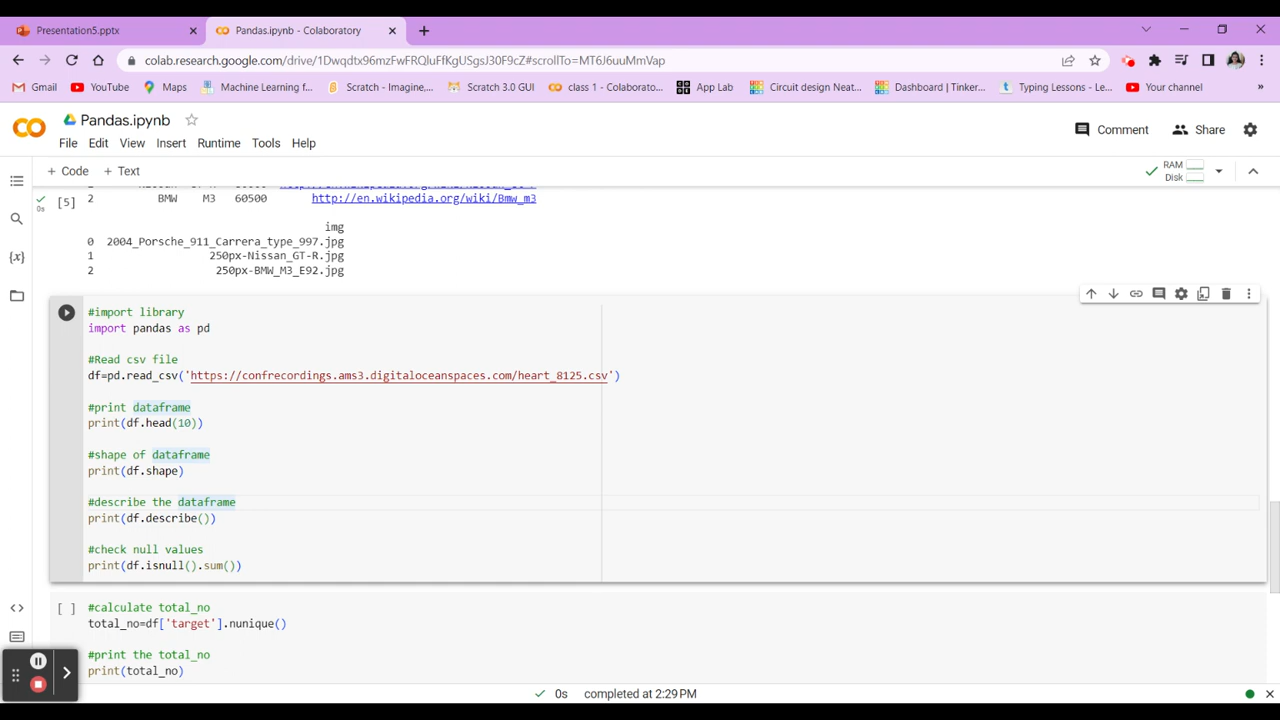 Presentation5.pptx
Pandas.ipynb - Colaboratory
colab.research.google.com/drive/1Dwqdtx96mzFwFRQluFfKgUSgsJ30F9cZ#scrollTo=MT6J6uuMmVap
Gmail YouTube Maps Machine Learning f... Scratch - Imagine,... Scratch 3.0 GUI class 1 - Colaborato... App Lab Circuit design Neat... Dashboard | Tinker... Typing Lessons - Le... Your channel »
Pandas.ipynb
File Edit View Insert Runtime Tools Help
Comment Share
+ Code + Text
RAM
Disk
[5] 2 BMW M3 60500 http://en.wikipedia.org/wiki/Bmw_m3
0s
img
0 2004_Porsche_911_Carrera_type_997.jpg
1 250px-Nissan_GT-R.jpg
2 250px-BMW_M3_E92.jpg
#import library
import pandas as pd
#Read csv file
df=pd.read_csv('https://confrecordings.ams3.digitaloceanspaces.com/heart_8125.csv')
#print dataframe
print(df.head(10))
#shape of dataframe
print(df.shape)
#describe the dataframe
print(df.describe())
#check null values
print(df.isnull().sum())
[ ] #calculate total_no
total_no=df['target'].nunique()
#print the total_no
print(total_no)
0s completed at 2:29 PM